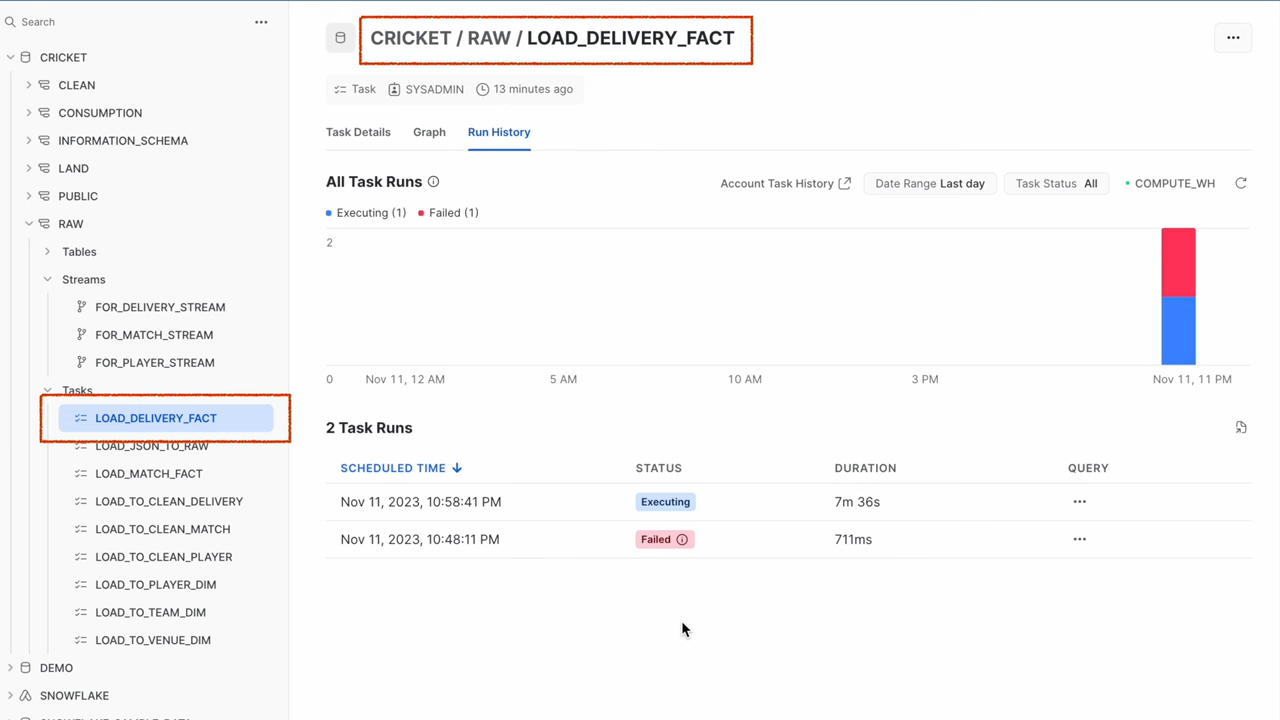 Search
•••
CRICKET
CLEAN
CONSUMPTION
INFORMATION_SCHEMA
LAND
PUBLIC
RAW
Tables
Streams
FOR_DELIVERY_STREAM
FOR_MATCH_STREAM
FOR_PLAYER_STREAM
Tasks
LOAD_DELIVERY_FACT
LOAD_JSON_TO_RAW
LOAD_MATCH_FACT
LOAD_TO_CLEAN_DELIVERY
LOAD_TO_CLEAN_MATCH
LOAD_TO_CLEAN_PLAYER
LOAD_TO_PLAYER_DIM
LOAD_TO_TEAM_DIM
LOAD_TO_VENUE_DIM
DEMO
SNOWFLAKE
CRICKET / RAW / LOAD_DELIVERY_FACT
•••
Task SYSADMIN 13 minutes ago
Task Details Graph Run History
All Task Runs Account Task History Date Range Last day Task Status All COMPUTE_WH
Executing (1) Failed (1)
2
0 Nov 11, 12 AM 5 AM 10 AM 3 PM Nov 11, 11 PM
2 Task Runs
SCHEDULED TIME STATUS DURATION QUERY
Nov 11, 2023, 10:58:41 PM Executing 7m 36s •••
Nov 11, 2023, 10:48:11 PM Failed 711ms •••